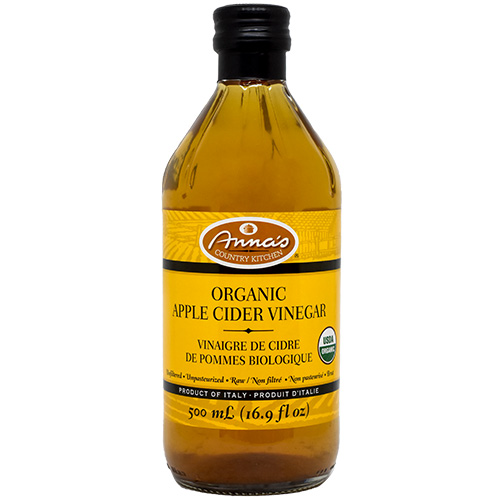 Anna's
COUNTRY KITCHEN
®
ORGANIC
APPLE CIDER VINEGAR
VINAIGRE DE CIDRE
DE POMMES BIOLOGIQUE
USDA
ORGANIC
Unfiltered • Unpasteurized • Raw / Non filtré • Non pasteurisé • Brut
PRODUCT OF ITALY • PRODUIT D'ITALIE
500 mL (16.9 fl oz)